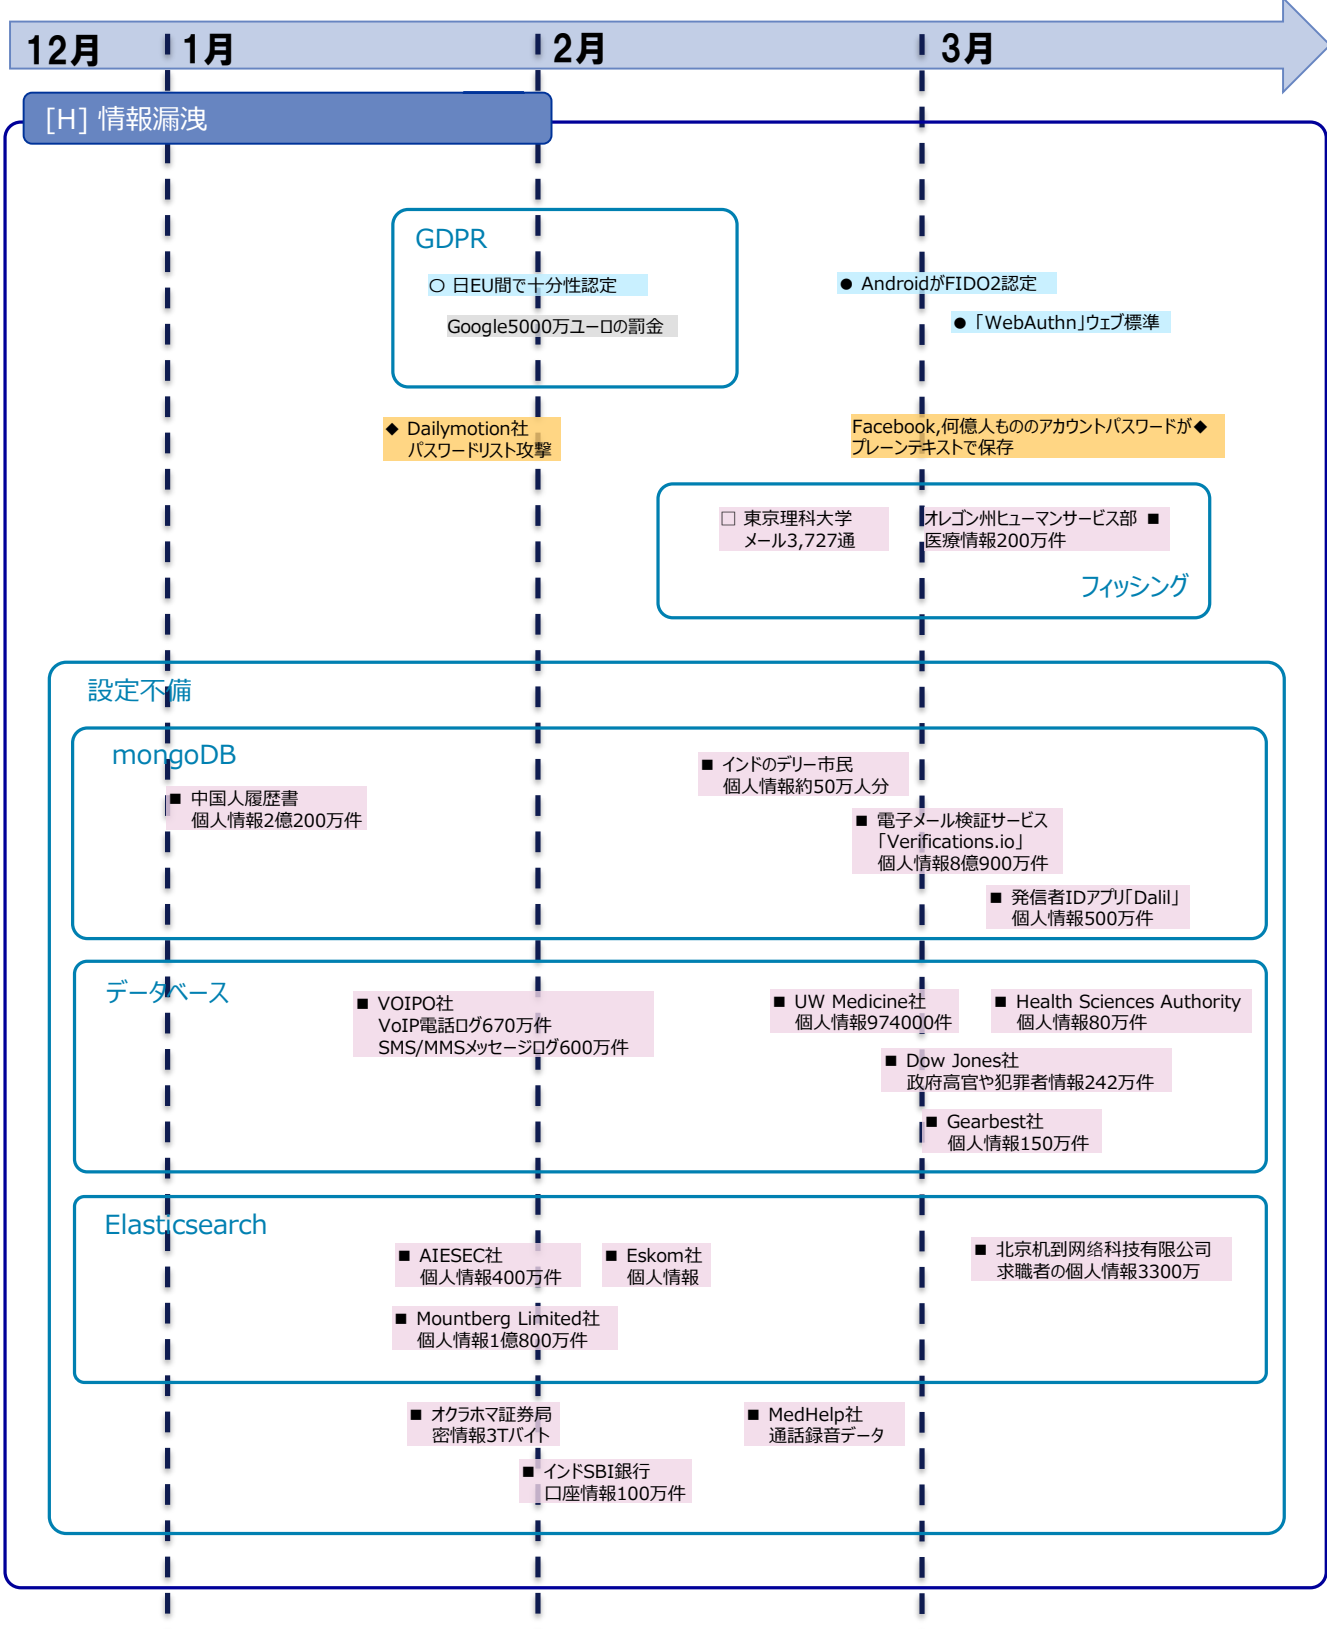 12月 1月 2月 3月
[H] 情報漏洩
GDPR
○ 日EU間で十分性認定
Google5000万ユーロの罰金
● AndroidがFIDO2認定
● 「WebAuthn」ウェブ標準
◆ Dailymotion社
パスワードリスト攻撃
Facebook,何億人もののアカウントパスワードが◆
プレーンテキストで保存
□ 東京理科大学
メール3,727通
オレゴン州ヒューマンサービス部 ■
医療情報200万件
フィッシング
設定不備
mongoDB
■ 中国人履歴書
個人情報2億200万件
■ インドのデリー市民
個人情報約50万人分
■ 電子メール検証サービス
「Verifications.io」
個人情報8億900万件
■ 発信者IDアプリ「Dalil」
個人情報500万件
データベース
■ VOIPO社
VoIP電話ログ670万件
SMS/MMSメッセージログ600万件
■ UW Medicine社
個人情報974000件
■ Health Sciences Authority
個人情報80万件
■ Dow Jones社
政府高官や犯罪者情報242万件
■ Gearbest社
個人情報150万件
Elasticsearch
■ AIESEC社
個人情報400万件
■ Eskom社
個人情報
■ 北京机到网络科技有限公司
求職者の個人情報3300万
■ Mountberg Limited社
個人情報1億800万件
■ オクラホマ証券局
密情報3Tバイト
■ MedHelp社
通話録音データ
■ インドSBI銀行
口座情報100万件